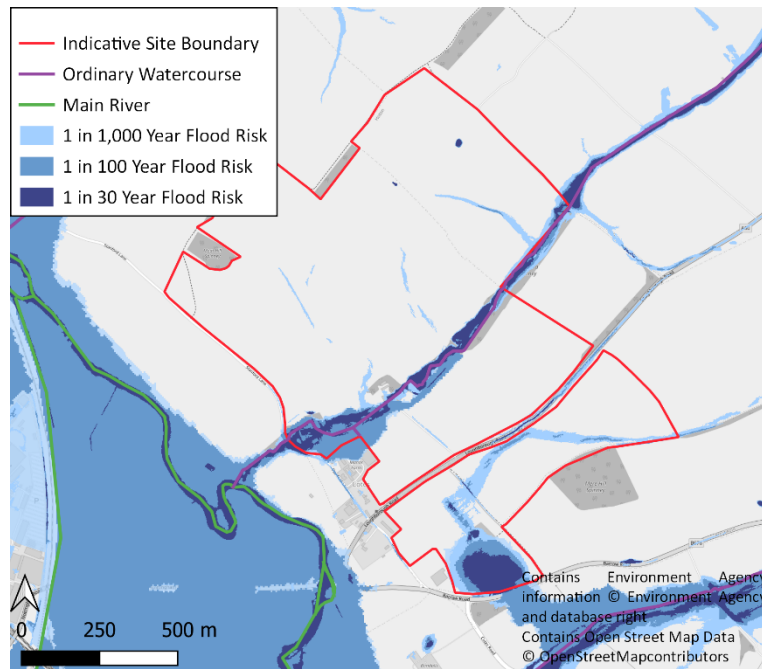 Indicative Site Boundary
Ordinary Watercourse
Main River
1 in 1,000 Year Flood Risk
1 in 100 Year Flood Risk
1 in 30 Year Flood Risk
0 250 500 m
Contains Environment Agency
information © Environment Agency
and database right
Contains Open Street Map Data
© OpenStreetMapcontributors